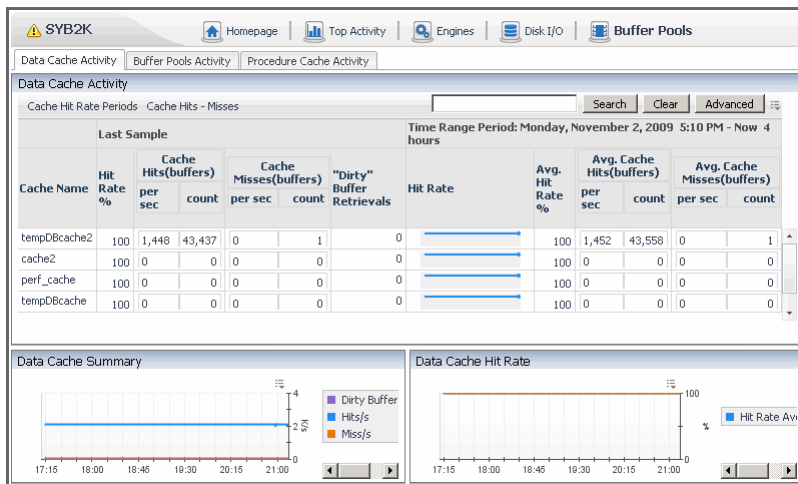 SYB2K Homepage Top Activity Engines Disk I/O Buffer Pools
Data Cache Activity Buffer Pools Activity Procedure Cache Activity
Data Cache Activity
Cache Hit Rate Periods Cache Hits - Misses Search Clear Advanced
Last Sample
Time Range Period: Monday, November 2, 2009 5:10 PM - Now 4 hours
Cache Name
Hit Rate %
Cache Hits(buffers)
per sec
count
Cache Misses(buffers)
per sec
count
"Dirty" Buffer Retrievals
Hit Rate
Avg. Hit Rate %
Avg. Cache Hits(buffers)
per sec
count
Avg. Cache Misses(buffers)
per sec
count
tempDBcache2 100 1,448 43,437 0 1 0 100 1,452 43,558 0 1
cache2 100 0 0 0 0 0 100 0 0 0 0
perf_cache 100 0 0 0 0 0 100 0 0 0 0
tempDBcache 100 0 0 0 0 0 100 0 0 0 0
Data Cache Summary
4
2
0
K/s
17:15 18:00 18:45 19:30 20:15 21:00
Dirty Buffer
Hits/s
Miss/s
Data Cache Hit Rate
100
0
%
17:15 18:00 18:45 19:30 20:15 21:00
Hit Rate Av